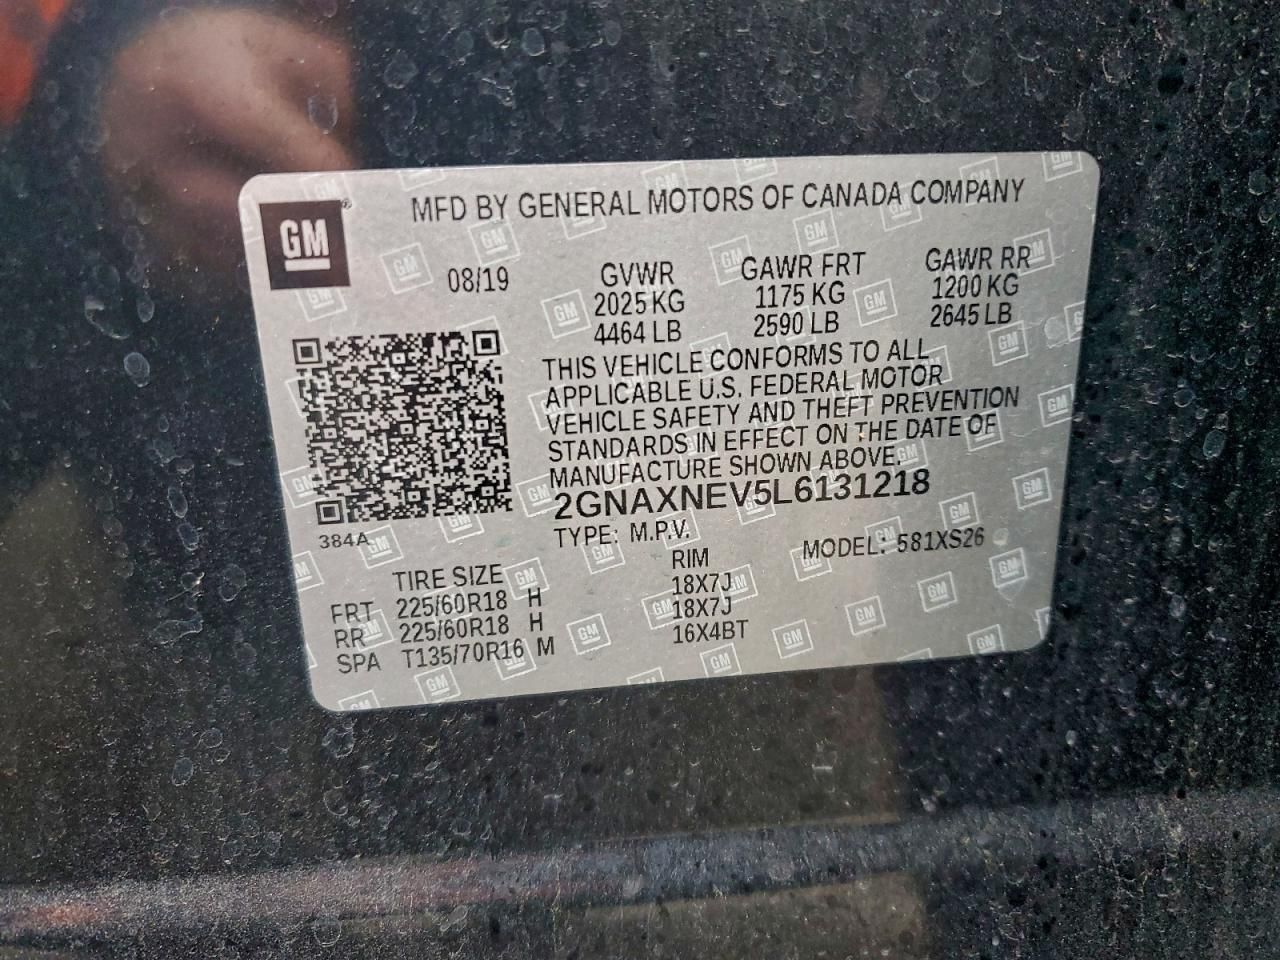 GM
MFD BY GENERAL MOTORS OF CANADA COMPANY
08/19
GVWR
2025 KG
4464 LB
GAWR FRT
1175 KG
2590 LB
GAWR RR
1200 KG
2645 LB
THIS VEHICLE CONFORMS TO ALL
APPLICABLE U.S. FEDERAL MOTOR
VEHICLE SAFETY AND THEFT PREVENTION
STANDARDS IN EFFECT ON THE DATE OF
MANUFACTURE SHOWN ABOVE.
2GNAXNEV5L6131218
TYPE: M.P.V. MODEL: 581XS26
384A
TIRE SIZE RIM
FRT 225/60R18 H 18X7J
RR 225/60R18 H 18X7J
SPA T135/70R16 M 16X4BT